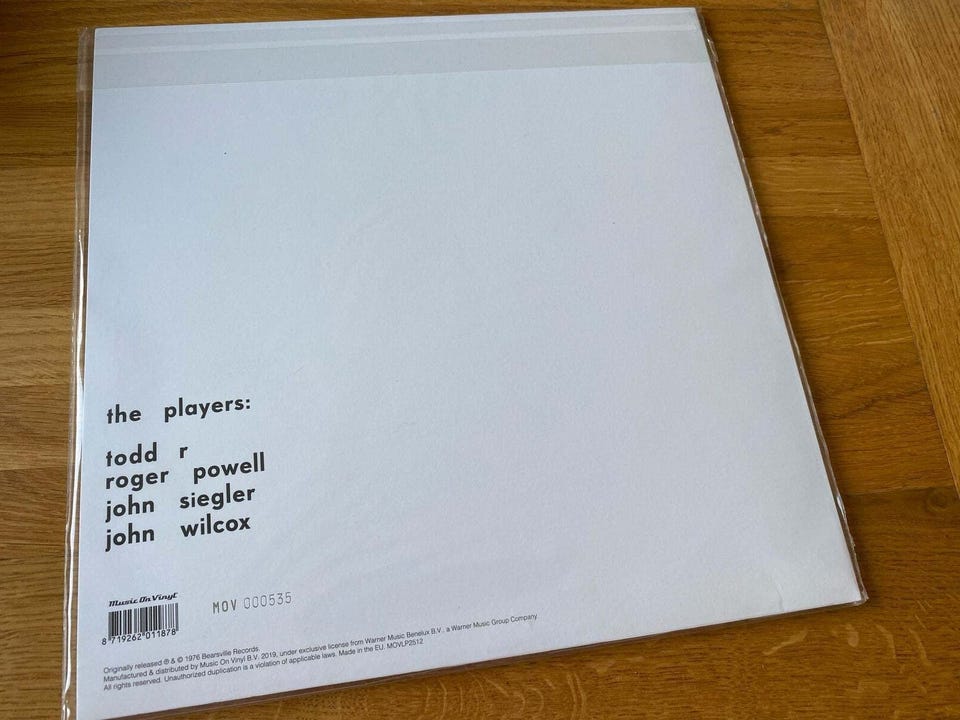 the players:
todd r
roger powell
john siegler
john wilcox
Music On Vinyl
8 719262 011878
MOV 000535
Originally released ℗ & © 1976 Bearsville Records.
Manufactured & distributed by Music On Vinyl B.V. 2019, under exclusive license from Warner Music Benelux B.V., a Warner Music Group Company.
All rights reserved. Unauthorized duplication is a violation of applicable laws. Made in the EU. MOVLP2512